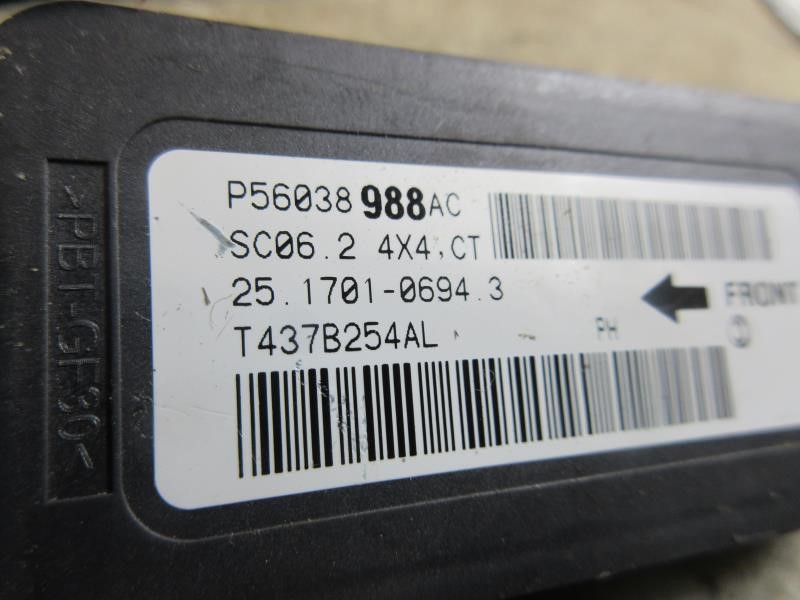 P56038988AC
SC06.2 4X4,CT
25.1701-0694.3
T437B254AL
FRONT
PH
>PBT-GF30<